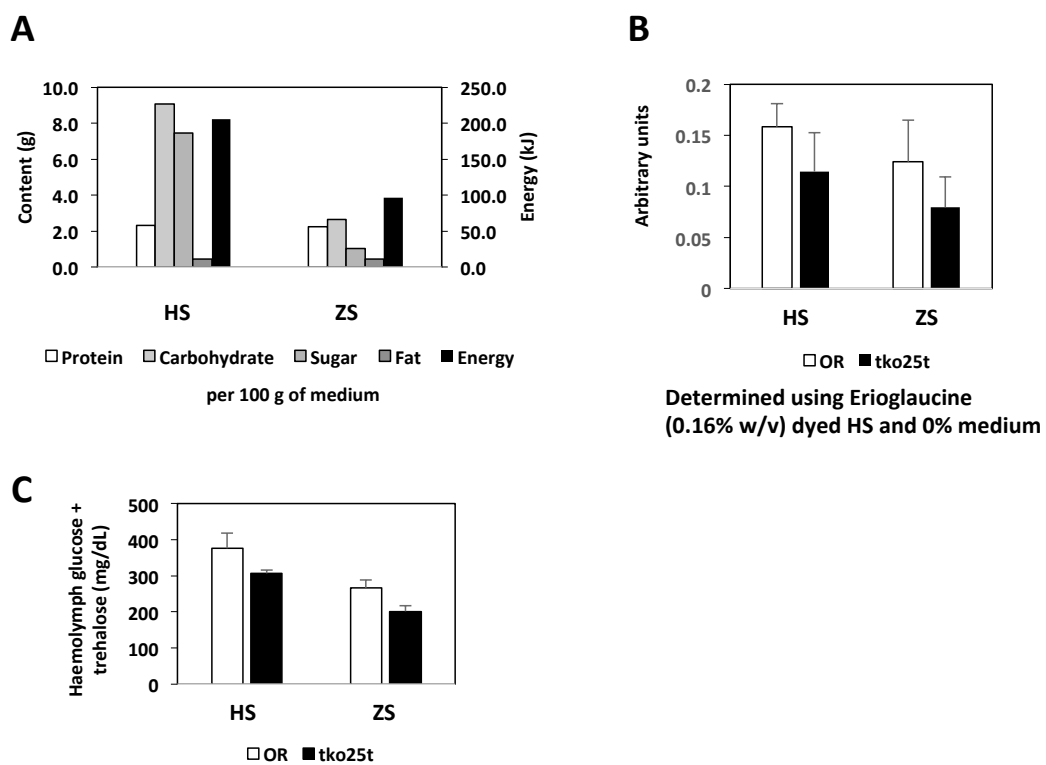 A
Content (g)
10.0
8.0
6.0
4.0
2.0
0.0
250.0
200.0
150.0
100.0
50.0
0.0
Energy (kJ)
HS
ZS
Protein Carbohydrate Sugar Fat Energy
per 100 g of medium
B
Arbitrary units
0.2
0.15
0.1
0.05
0
HS
ZS
OR tko25t
Determined using Erioglaucine
(0.16% w/v) dyed HS and 0% medium
C
Haemolymph glucose +
trehalose (mg/dL)
500
400
300
200
100
0
HS
ZS
OR tko25t